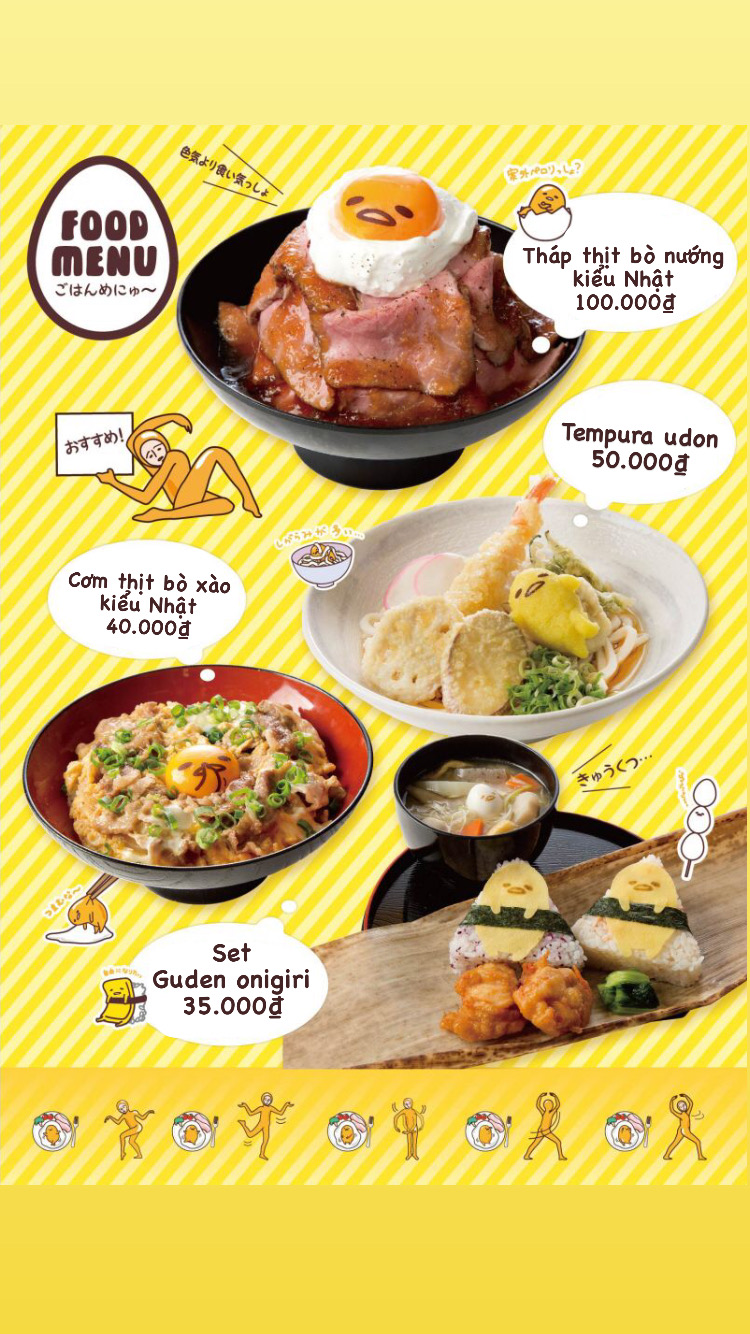 色気より食い気っしょ
FOOD
MENU
ごはんめにゅ〜
Tháp thịt bò nướng
kiểu Nhật
100.000₫
おすすめ!
Tempura udon
50.000₫
Cơm thịt bò xào
kiểu Nhật
40.000₫
きゅうくつ…
Set
Guden onigiri
35.000₫